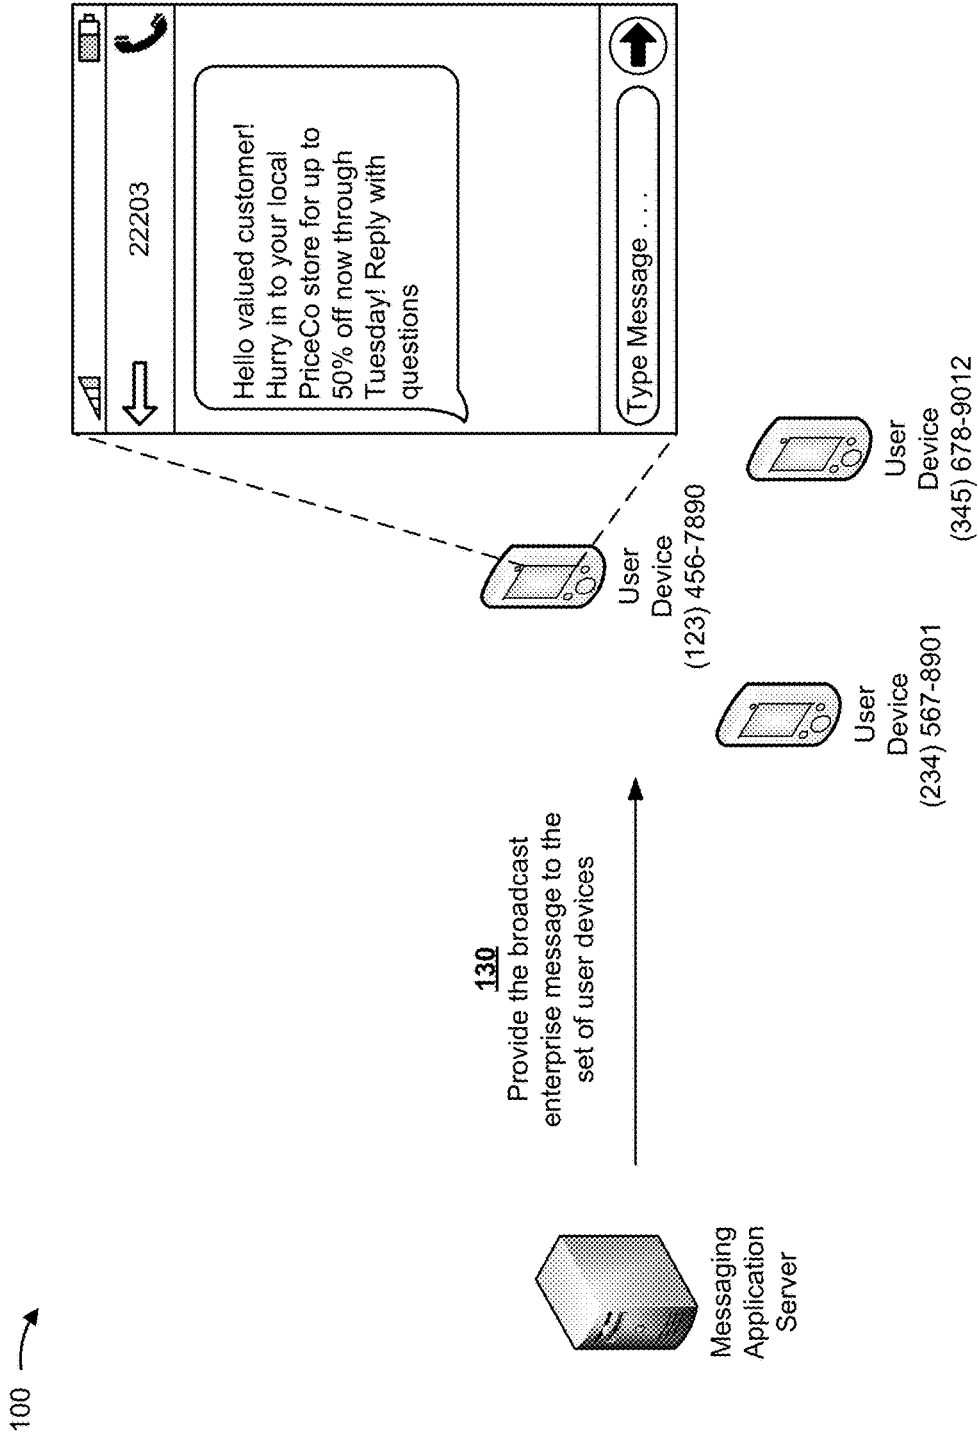 100
130
Provide the broadcast
enterprise message to the
set of user devices
Messaging
Application
Server
22203
Hello valued customer!
Hurry in to your local
PriceCo store for up to
50% off now through
Tuesday! Reply with
questions
Type Message . . . .
User
Device
(123) 456-7890
User
Device
(234) 567-8901
User
Device
(345) 678-9012